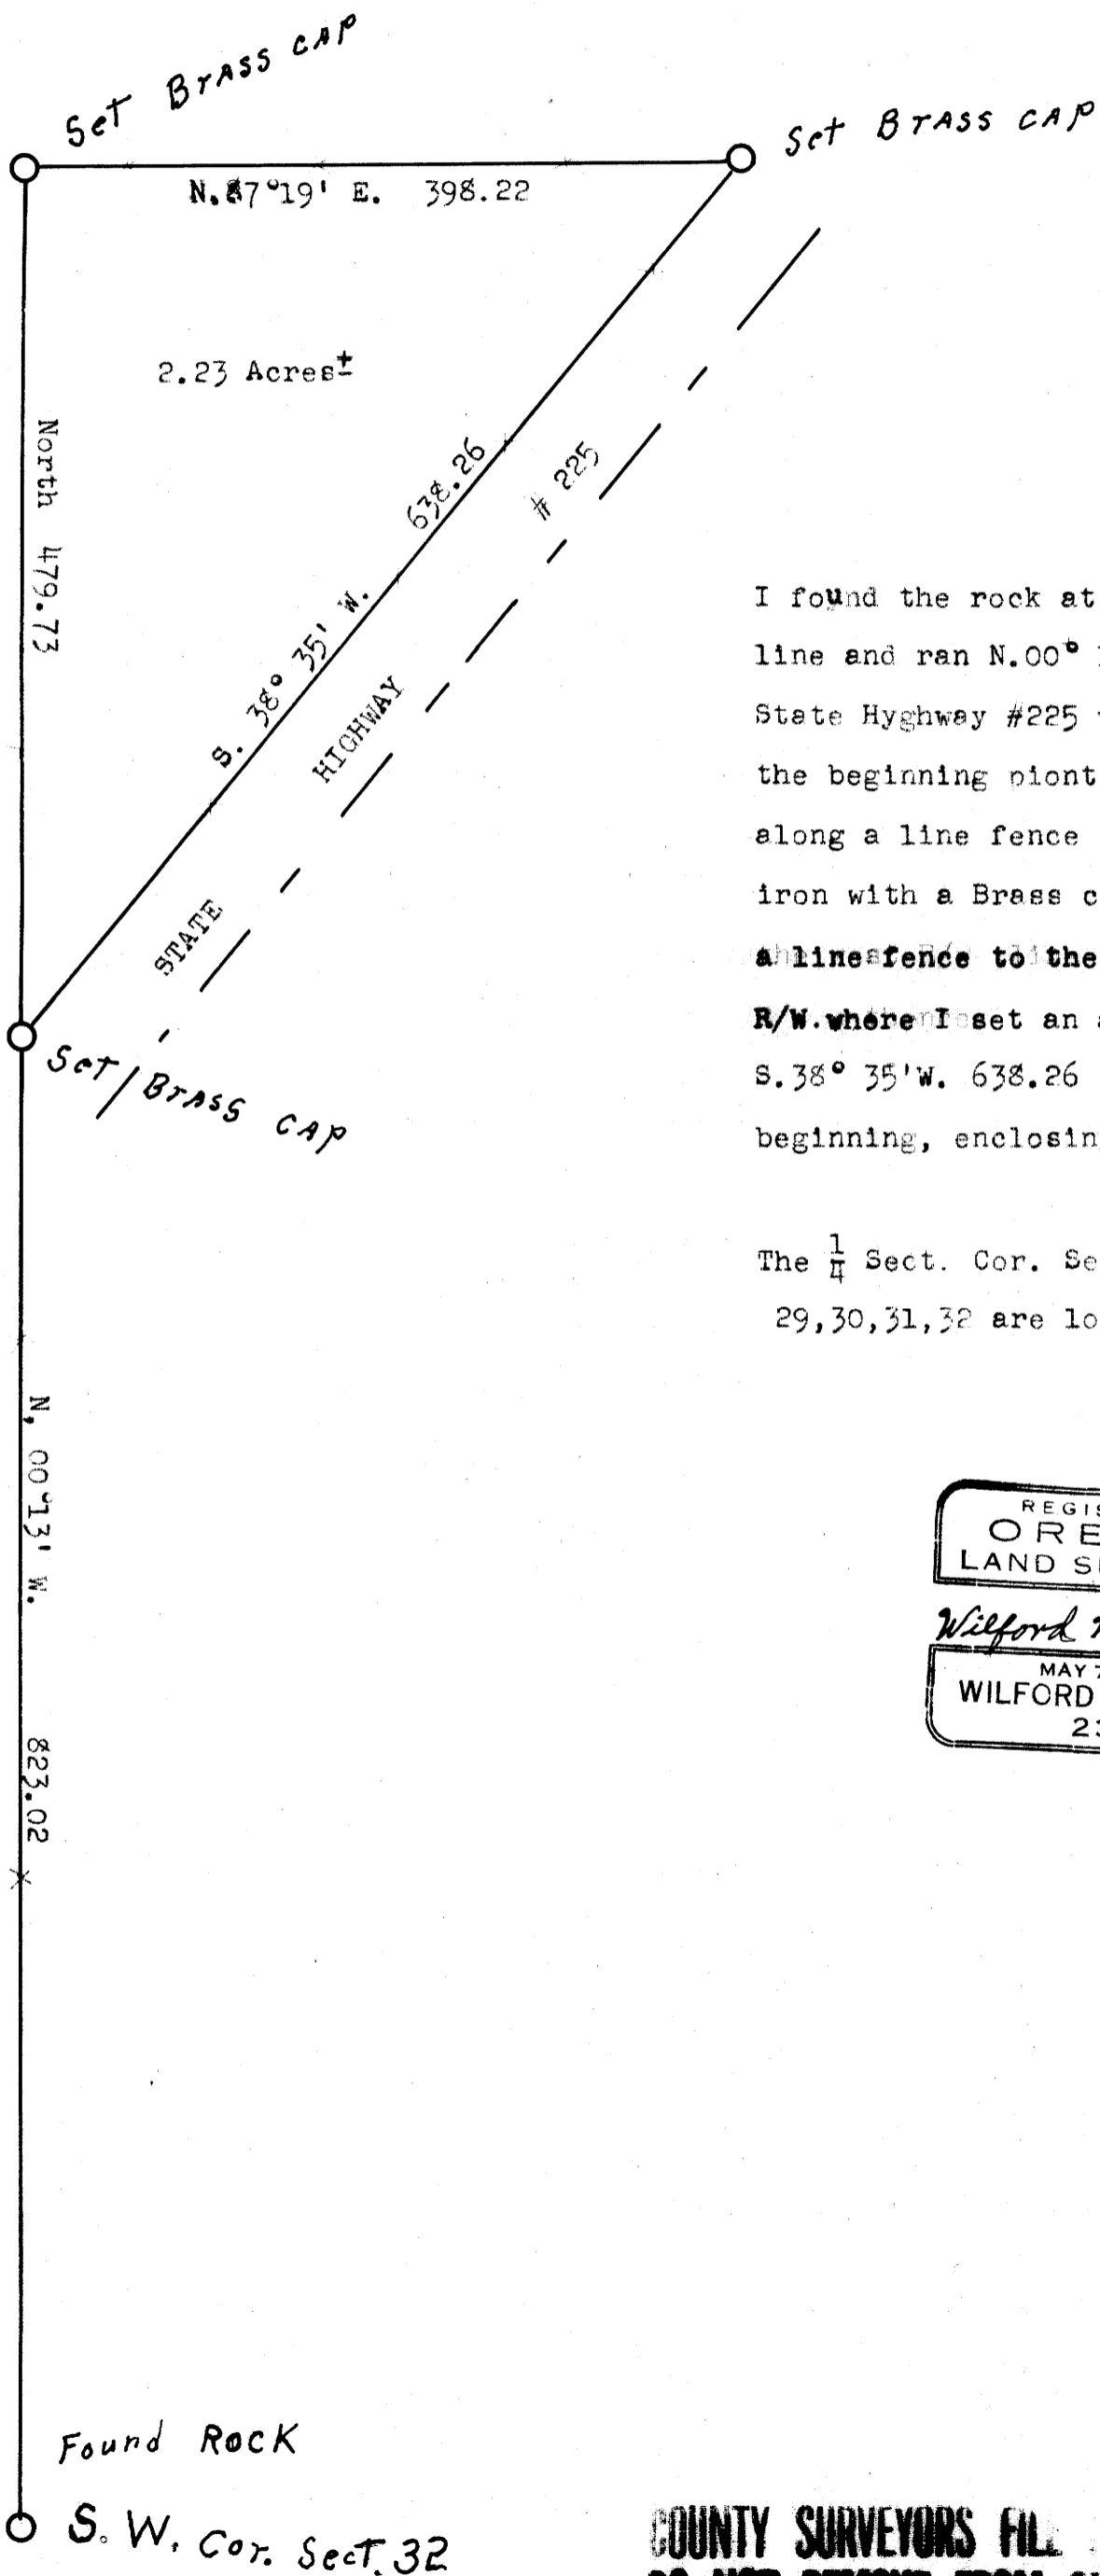 Set Brass cap
Set Brass cap
N.87°19' E. 398.22
2.23 Acres±
North 479.73
S. 38° 35' W. 638.26
STATE HIGHWAY # 225
Set Brass cap
I found the rock at
line and ran N.00°
State Hyghway #225
the beginning piont
along a line fence
iron with a Brass c
a line fence to the
R/W.where I set an a
S.38° 35'W. 638.26
beginning, enclosin
The 1/4 Sect. Cor. Se
29,30,31,32 are lo
N. 00°13' W. 823.02
REGIS
ORE
LAND S
Wilford
MAY 7
WILFORD
23
Found Rock
S. W. Cor. Sect. 32
COUNTY SURVEYORS FILE